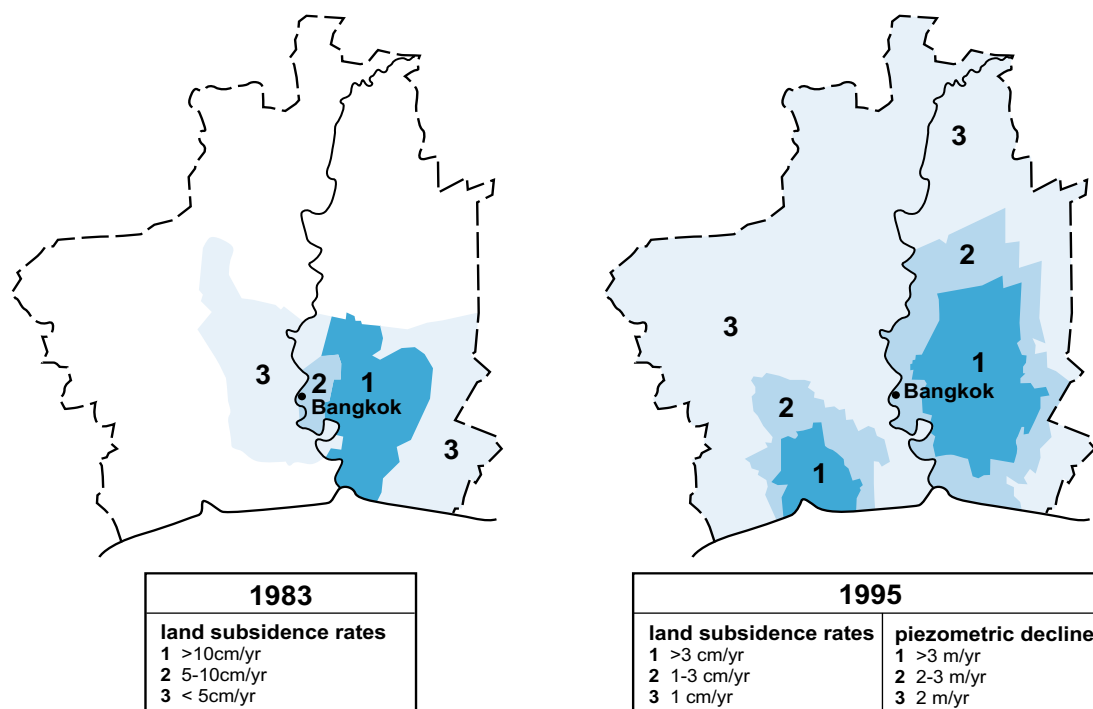 3
2
1
Bangkok
3
3
2
3
1
Bangkok
2
1
1983
land subsidence rates
1 >10cm/yr
2 5-10cm/yr
3 < 5cm/yr
1995
land subsidence rates
1 >3 cm/yr
2 1-3 cm/yr
3 1 cm/yr
piezometric decline
1 >3 m/yr
2 2-3 m/yr
3 2 m/yr